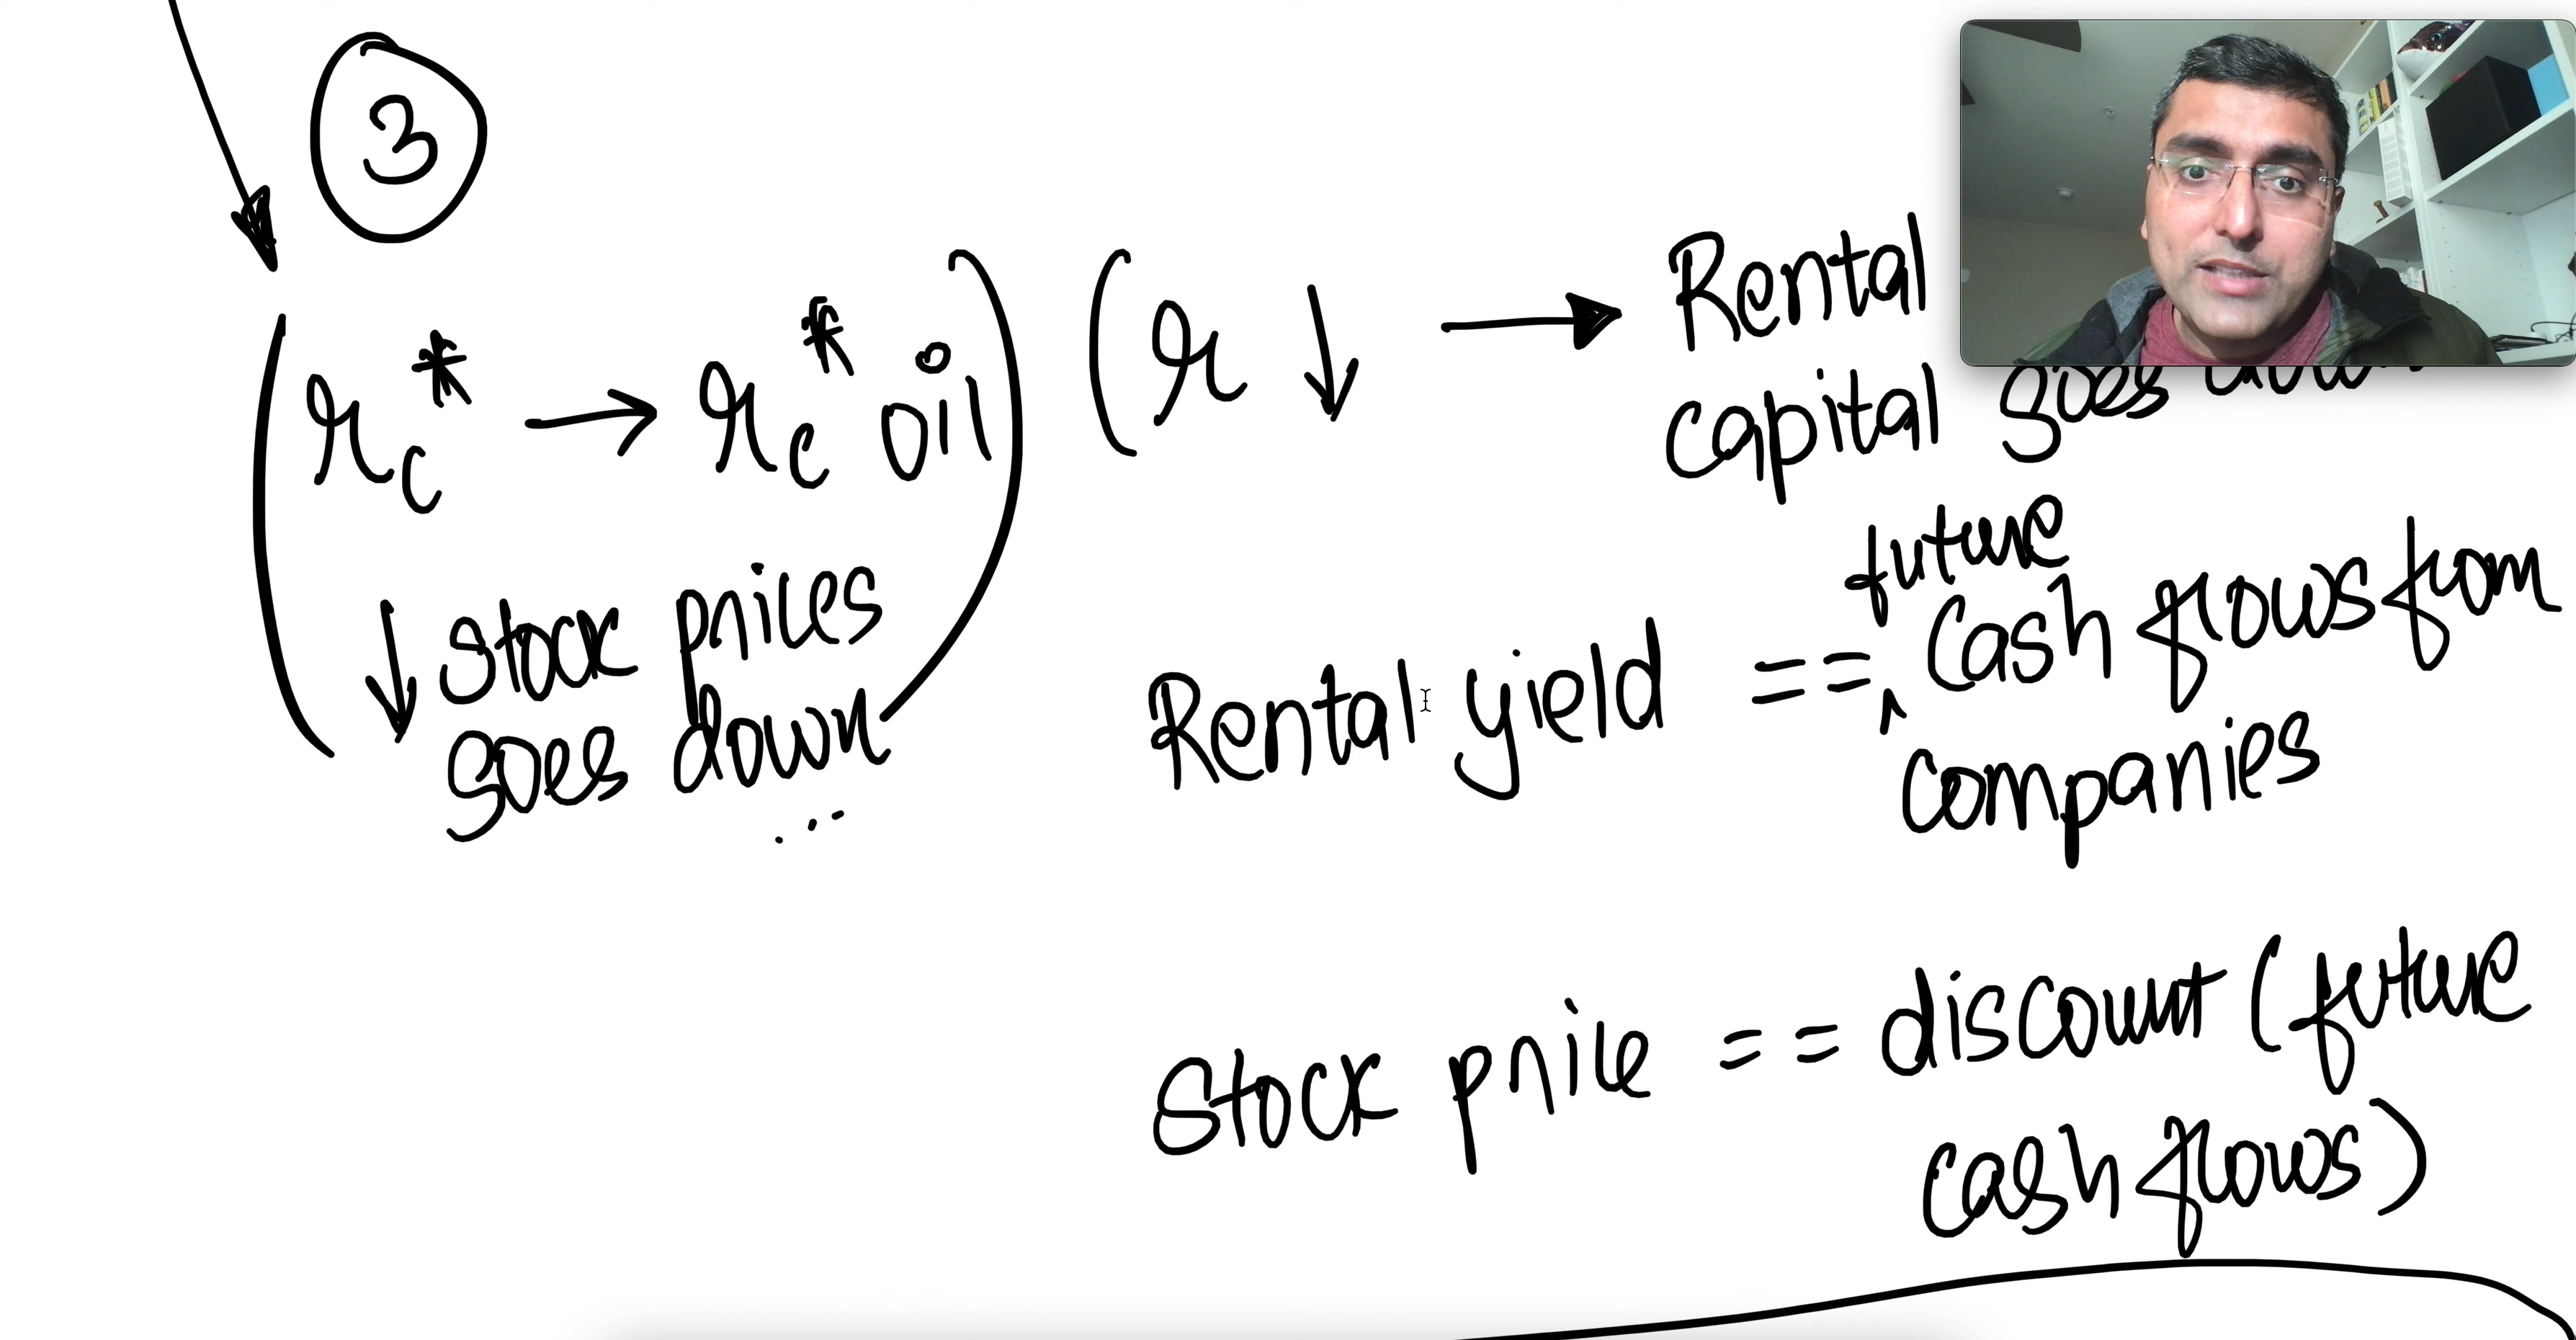 3
r_c* → r_c* oil
↓ stock prices
goes down
...
( r ↓ → Rental
capital goes down
Rental yield == future cash flows from
companies
Stock price == discount (future
cash flows)